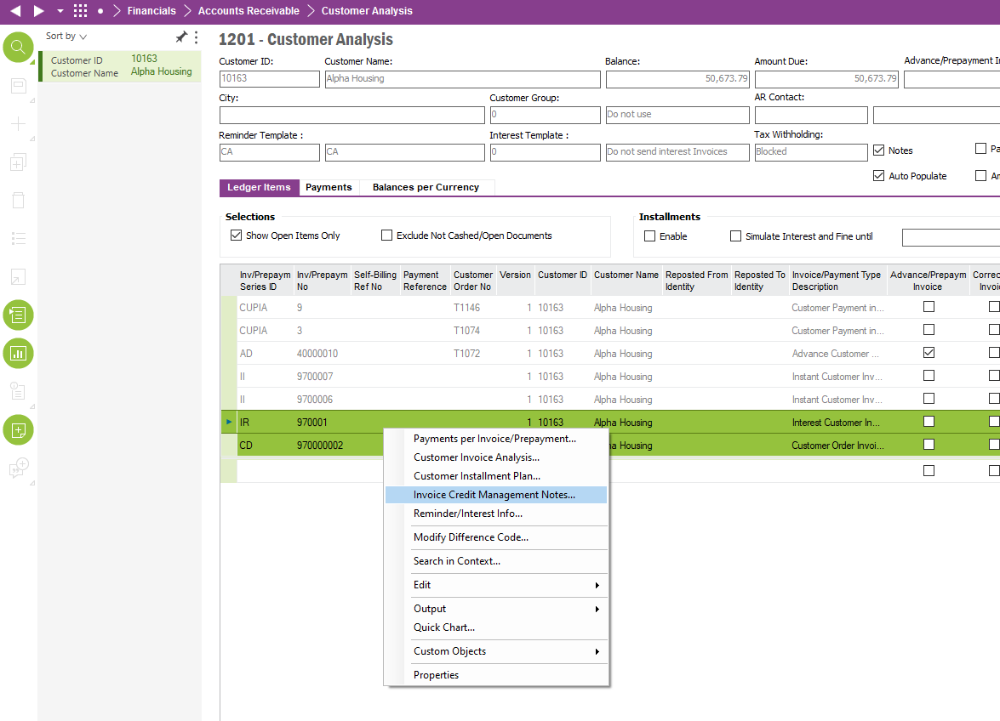 Financials Accounts Receivable Customer Analysis
Sort by
Customer ID 10163
Customer Name Alpha Housing
1201 - Customer Analysis
Customer ID: Customer Name: Balance: Amount Due: Advance/Prepayment
10163 Alpha Housing 50,673.79 50,673.79
City: Customer Group: AR Contact:
0 Do not use
Reminder Template : Interest Template : Tax Withholding:
CA CA 0 Do not send interest Invoices Blocked Notes
Auto Populate
Ledger Items Payments Balances per Currency
Selections Installments
Show Open Items Only Exclude Not Cashed/Open Documents Enable Simulate Interest and Fine until
Inv/Prepaym Inv/Prepaym Self-Billing Payment Customer Version Customer ID Customer Name Reposted From Reposted To Invoice/Payment Type Advance/Prepaym
Series ID No Ref No Reference Order No Identity Identity Description Invoice
CUPIA 9 T1146 1 10163 Alpha Housing Customer Payment in...
CUPIA 3 T1074 1 10163 Alpha Housing Customer Payment in...
AD 40000010 T1072 1 10163 Alpha Housing Advance Customer ...
II 9700007 1 10163 Alpha Housing Instant Customer Inv...
II 9700006 1 10163 Alpha Housing Instant Customer Inv...
IR 970001 1 10163 Alpha Housing Interest Customer In...
CD 970000002 Housing Customer Order Invoi...
Payments per Invoice/Prepayment...
Customer Invoice Analysis...
Customer Installment Plan...
Invoice Credit Management Notes...
Reminder/Interest Info...
Modify Difference Code...
Search in Context...
Edit
Output
Quick Chart...
Custom Objects
Properties